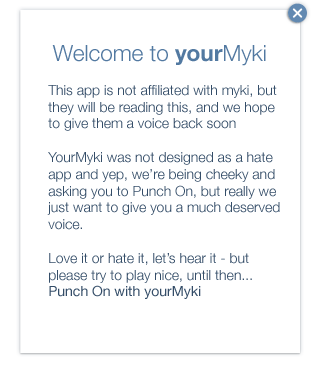 Welcome to yourMyki
This app is not affiliated with myki, but
they will be reading this, and we hope
to give them a voice back soon
YourMyki was not designed as a hate
app and yep, we're being cheeky and
asking you to Punch On, but really we
just want to give you a much deserved
voice.
Love it or hate it, let's hear it - but
please try to play nice, until then...
Punch On with yourMyki